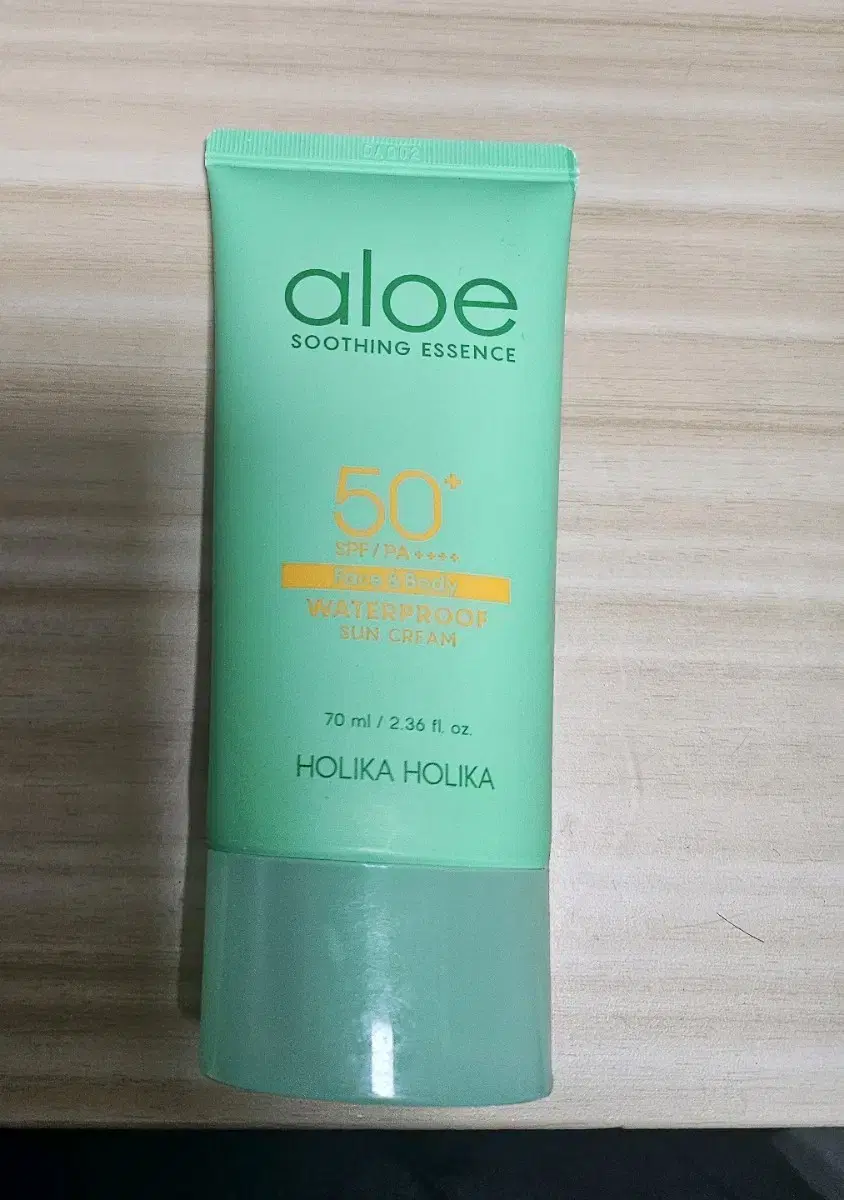 aloe
SOOTHING ESSENCE
50+
SPF/PA++++
Face & Body
WATERPROOF
SUN CREAM
70 ml / 2.36 fl. oz.
HOLIKA HOLIKA